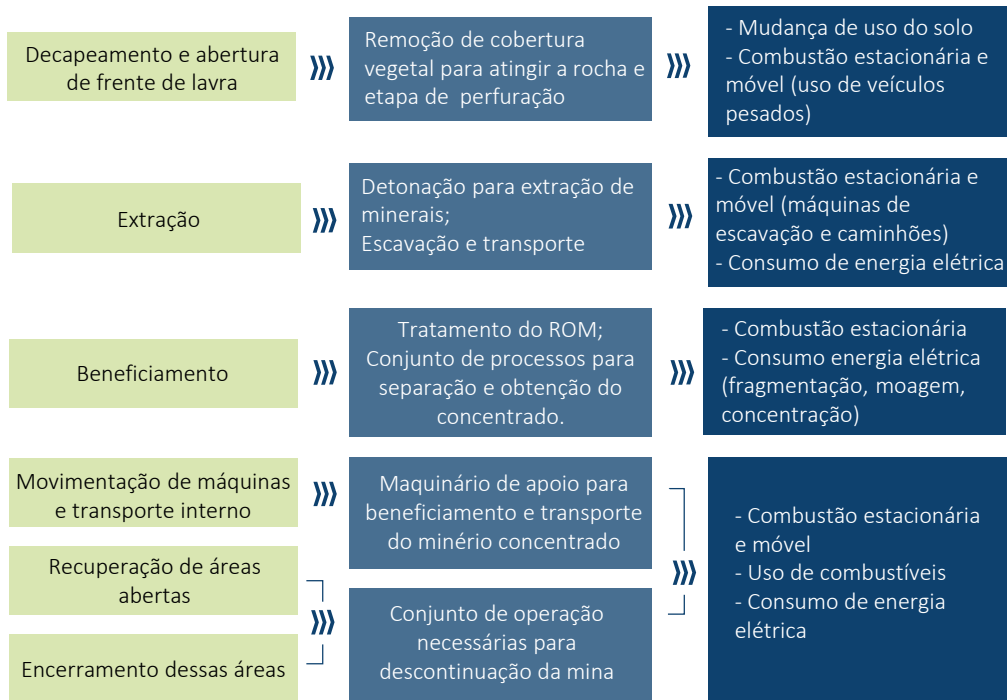 Decapeamento e abertura
de frente de lavra
Remoção de cobertura
vegetal para atingir a rocha e
etapa de perfuração
- Mudança de uso do solo
- Combustão estacionária e
móvel (uso de veículos
pesados)
Extração
Detonação para extração de
minerais;
Escavação e transporte
- Combustão estacionária e
móvel (máquinas de
escavação e caminhões)
- Consumo de energia elétrica
Beneficiamento
Tratamento do ROM;
Conjunto de processos para
separação e obtenção do
concentrado.
- Combustão estacionária
- Consumo energia elétrica
(fragmentação, moagem,
concentração)
Movimentação de máquinas
e transporte interno
Maquinário de apoio para
beneficiamento e transporte
do minério concentrado
Recuperação de áreas
abertas
Encerramento dessas áreas
Conjunto de operação
necessárias para
descontinuação da mina
- Combustão estacionária
e móvel
- Uso de combustíveis
- Consumo de energia
elétrica